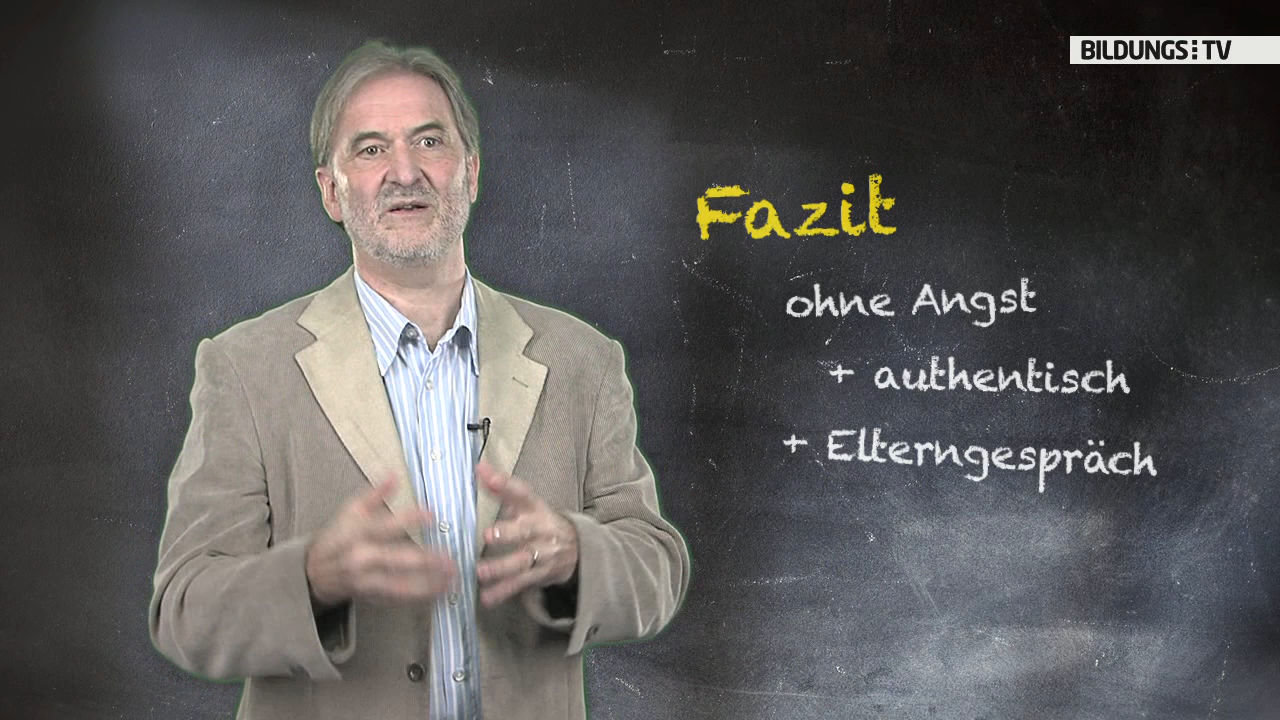 BILDUNGS:TV
Fazit
ohne Angst
+ authentisch
+ Elterngespräch